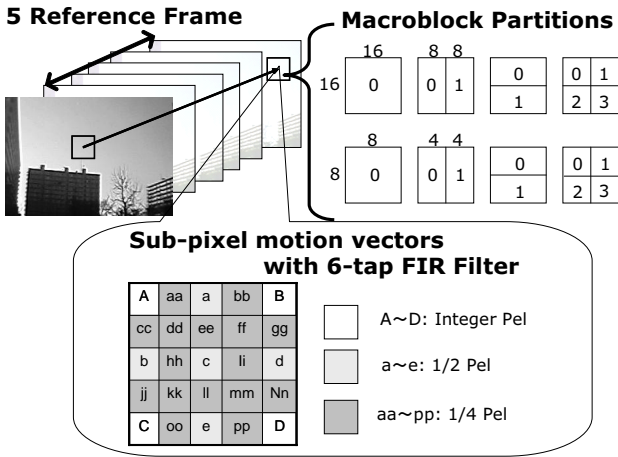 5 Reference Frame
Macroblock Partitions
16 8 8
16 0 0 1 0 0 1
1 2 3
8 4 4
8 0 0 1 0 0 1
1 2 3
Sub-pixel motion vectors
with 6-tap FIR Filter
A aa a bb B
cc dd ee ff gg
b hh c Ii d
jj kk ll mm Nn
C oo e pp D
A~D: Integer Pel
a~e: 1/2 Pel
aa~pp: 1/4 Pel